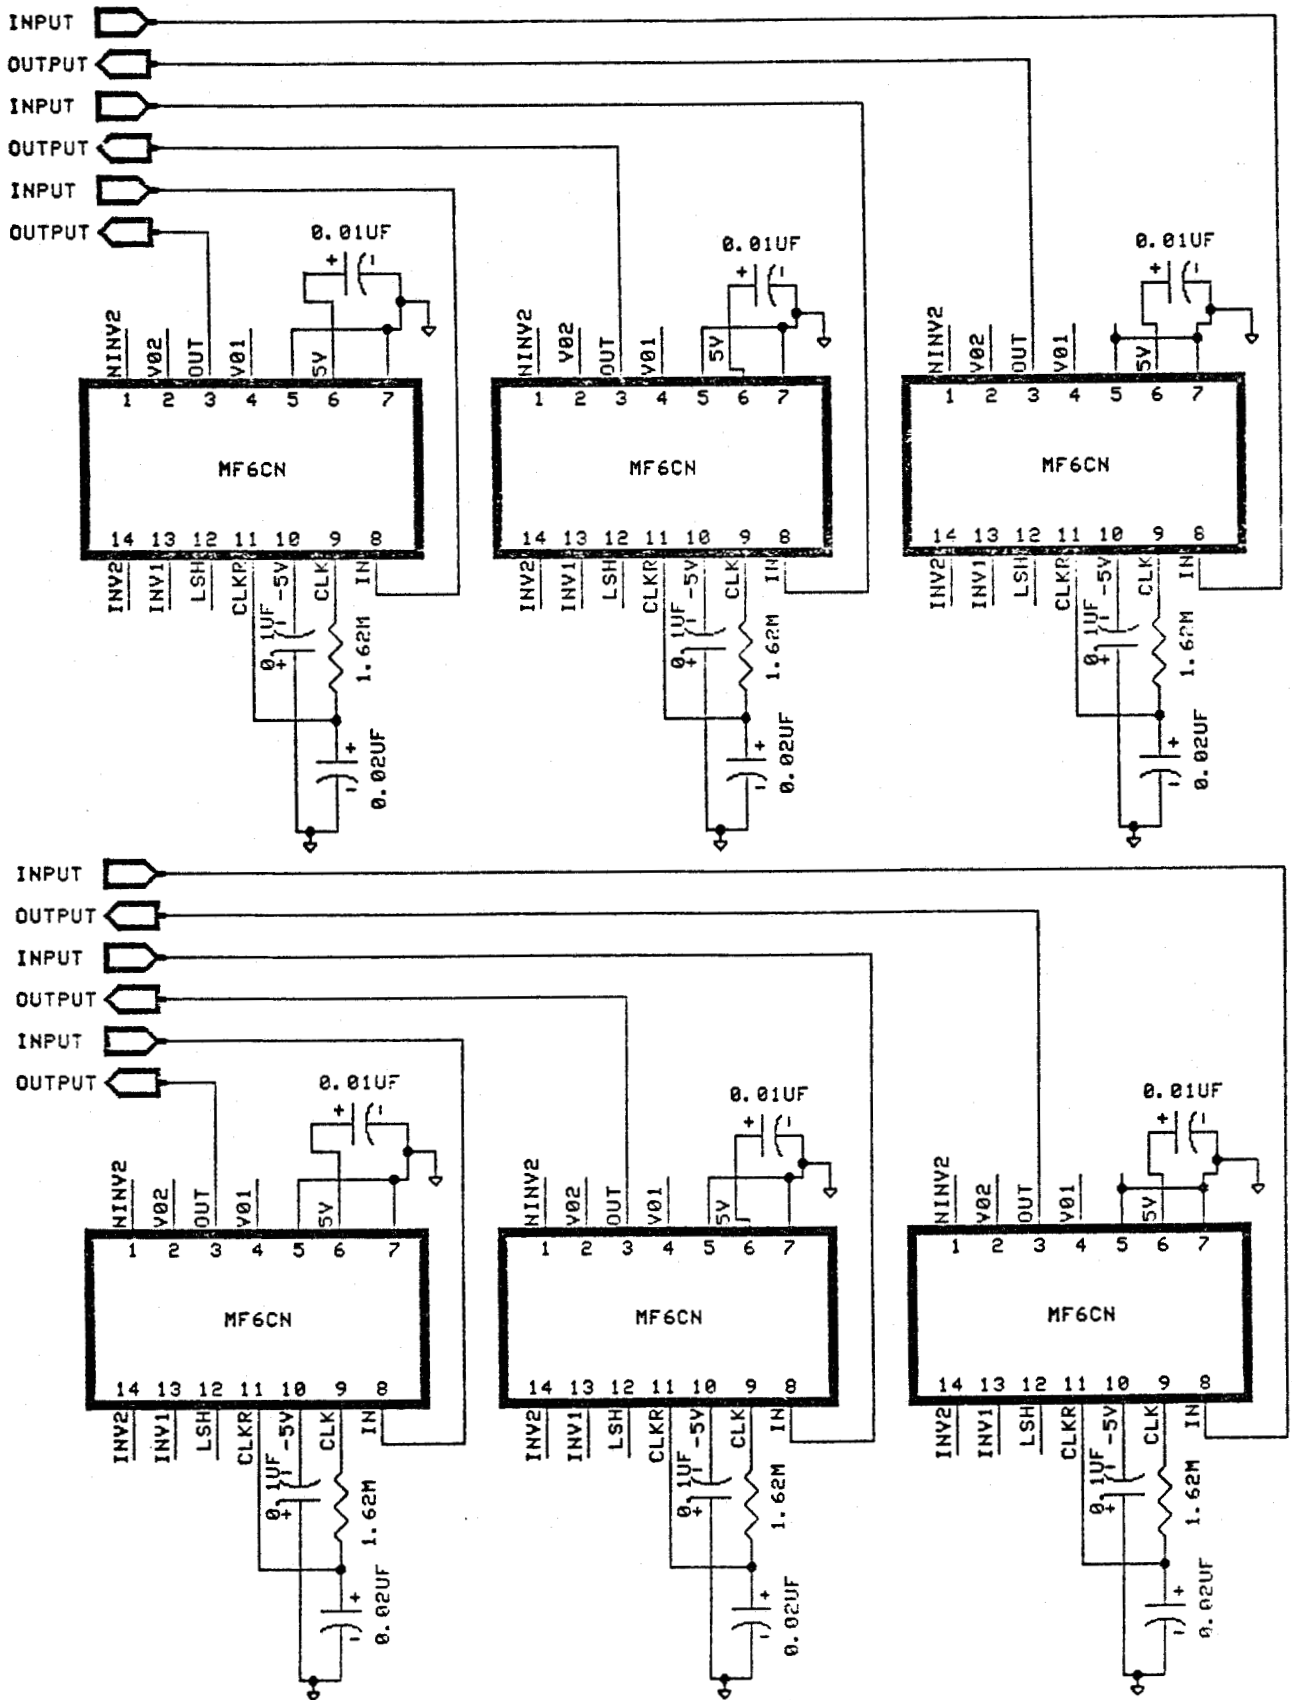 INPUT
OUTPUT
INPUT
OUTPUT
INPUT
OUTPUT
0.01UF
+ -
0.01UF
+ -
0.01UF
+ -
NINV2 V02 OUT V01 5V
NINV2 V02 OUT V01 5V
NINV2 V02 OUT V01 5V
1 2 3 4 5 6 7
1 2 3 4 5 6 7
1 2 3 4 5 6 7
MF6CN
MF6CN
MF6CN
14 13 12 11 10 9 8
14 13 12 11 10 9 8
14 13 12 11 10 9 8
INV2 INV1 LSH CLKR -5V CLK IN
INV2 INV1 LSH CLKR -5V CLK IN
INV2 INV1 LSH CLKR -5V CLK IN
0.1UF
- +
1.62M
0.1UF
- +
1.62M
0.1UF
- +
1.62M
+ -
0.02UF
+ -
0.02UF
+ -
0.02UF
INPUT
OUTPUT
INPUT
OUTPUT
INPUT
OUTPUT
0.01UF
+ -
0.01UF
+ -
0.01UF
+ -
NINV2 V02 OUT V01 5V
NINV2 V02 OUT V01 5V
NINV2 V02 OUT V01 5V
1 2 3 4 5 6 7
1 2 3 4 5 6 7
1 2 3 4 5 6 7
MF6CN
MF6CN
MF6CN
14 13 12 11 10 9 8
14 13 12 11 10 9 8
14 13 12 11 10 9 8
INV2 INV1 LSH CLKR -5V CLK IN
INV2 INV1 LSH CLKR -5V CLK IN
INV2 INV1 LSH CLKR -5V CLK IN
0.1UF
- +
1.62M
0.1UF
- +
1.62M
0.1UF
- +
1.62M
+ -
0.02UF
+ -
0.02UF
+ -
0.02UF